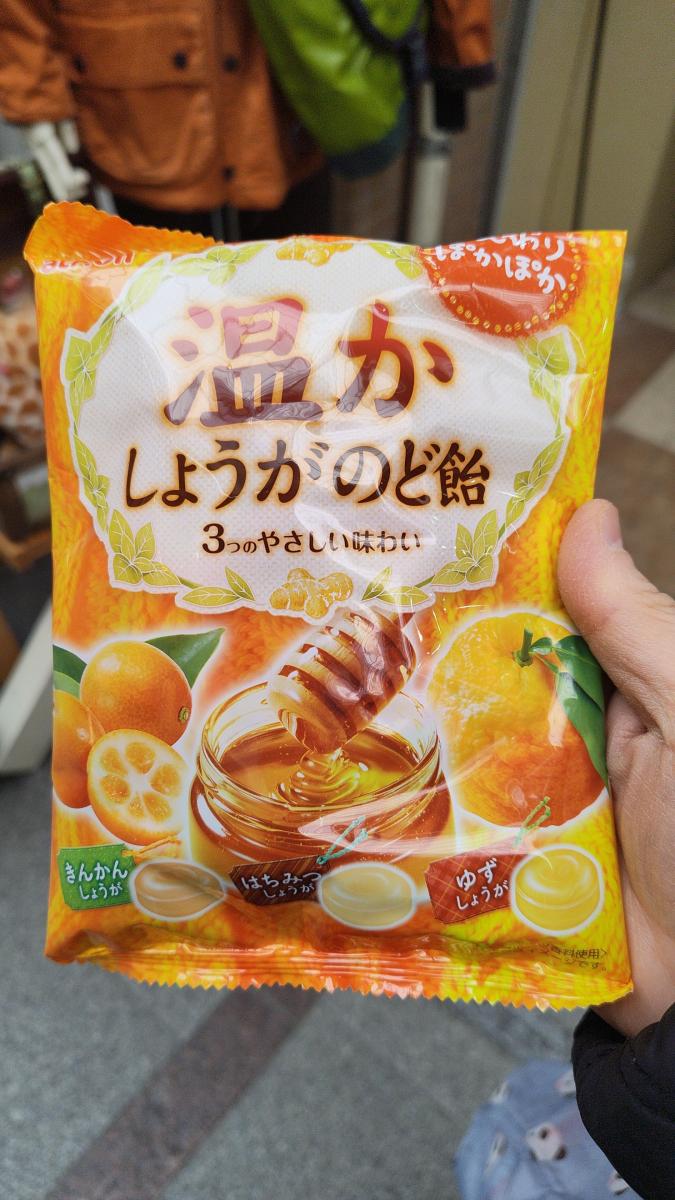 ぽかぽか
温か
しょうがのど飴
3つのやさしい味わい
きんかん
しょうが
はちみつ
しょうが
ゆず
しょうが